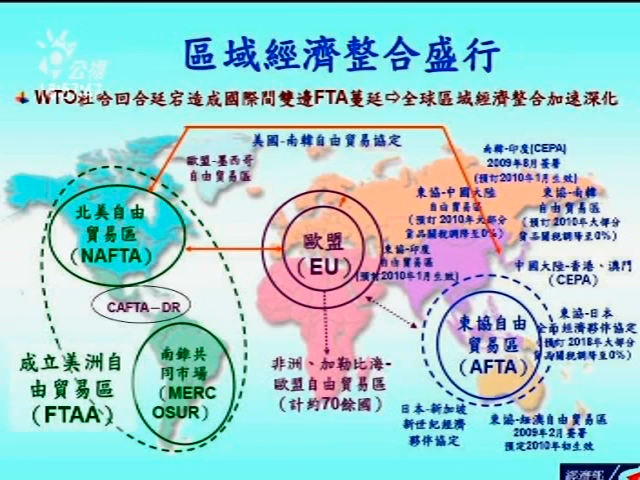 公視
區域經濟整合盛行
WTO杜哈回合延宕造成國際間雙邊FTA蔓延⇨全球區域經濟整合加速深化
美國-南韓自由貿易協定
歐盟-墨西哥
自由貿易區
南韓-印度(CEPA)
2009年8月簽署
(預訂2010年1月生效)
北美自由
貿易區
(NAFTA)
歐盟
(EU)
東協-中國大陸
自由貿易區
(預訂2010年大部分
貨品關稅調降至0%)
東協-南韓
自由貿易區
(預訂2010年大部分
貨品關稅調降至0%)
東協-印度
自由貿易區
(預訂2010年1月生效)
中國大陸-香港、澳門
(CEPA)
CAFTA-DR
東協自由
貿易區
(AFTA)
東協-日本
全面經濟夥伴協定
(預訂2018年大部分
貨品關稅調降至0%)
成立美洲自
由貿易區
(FTAA)
南錐共
同市場
(MERC
OSUR)
非洲、加勒比海-
歐盟自由貿易區
(計約70餘國)
日本-新加坡
新世紀經濟
夥伴協定
東協-紐澳自由貿易區
2009年2月簽署
預定2010年初生效
經濟部